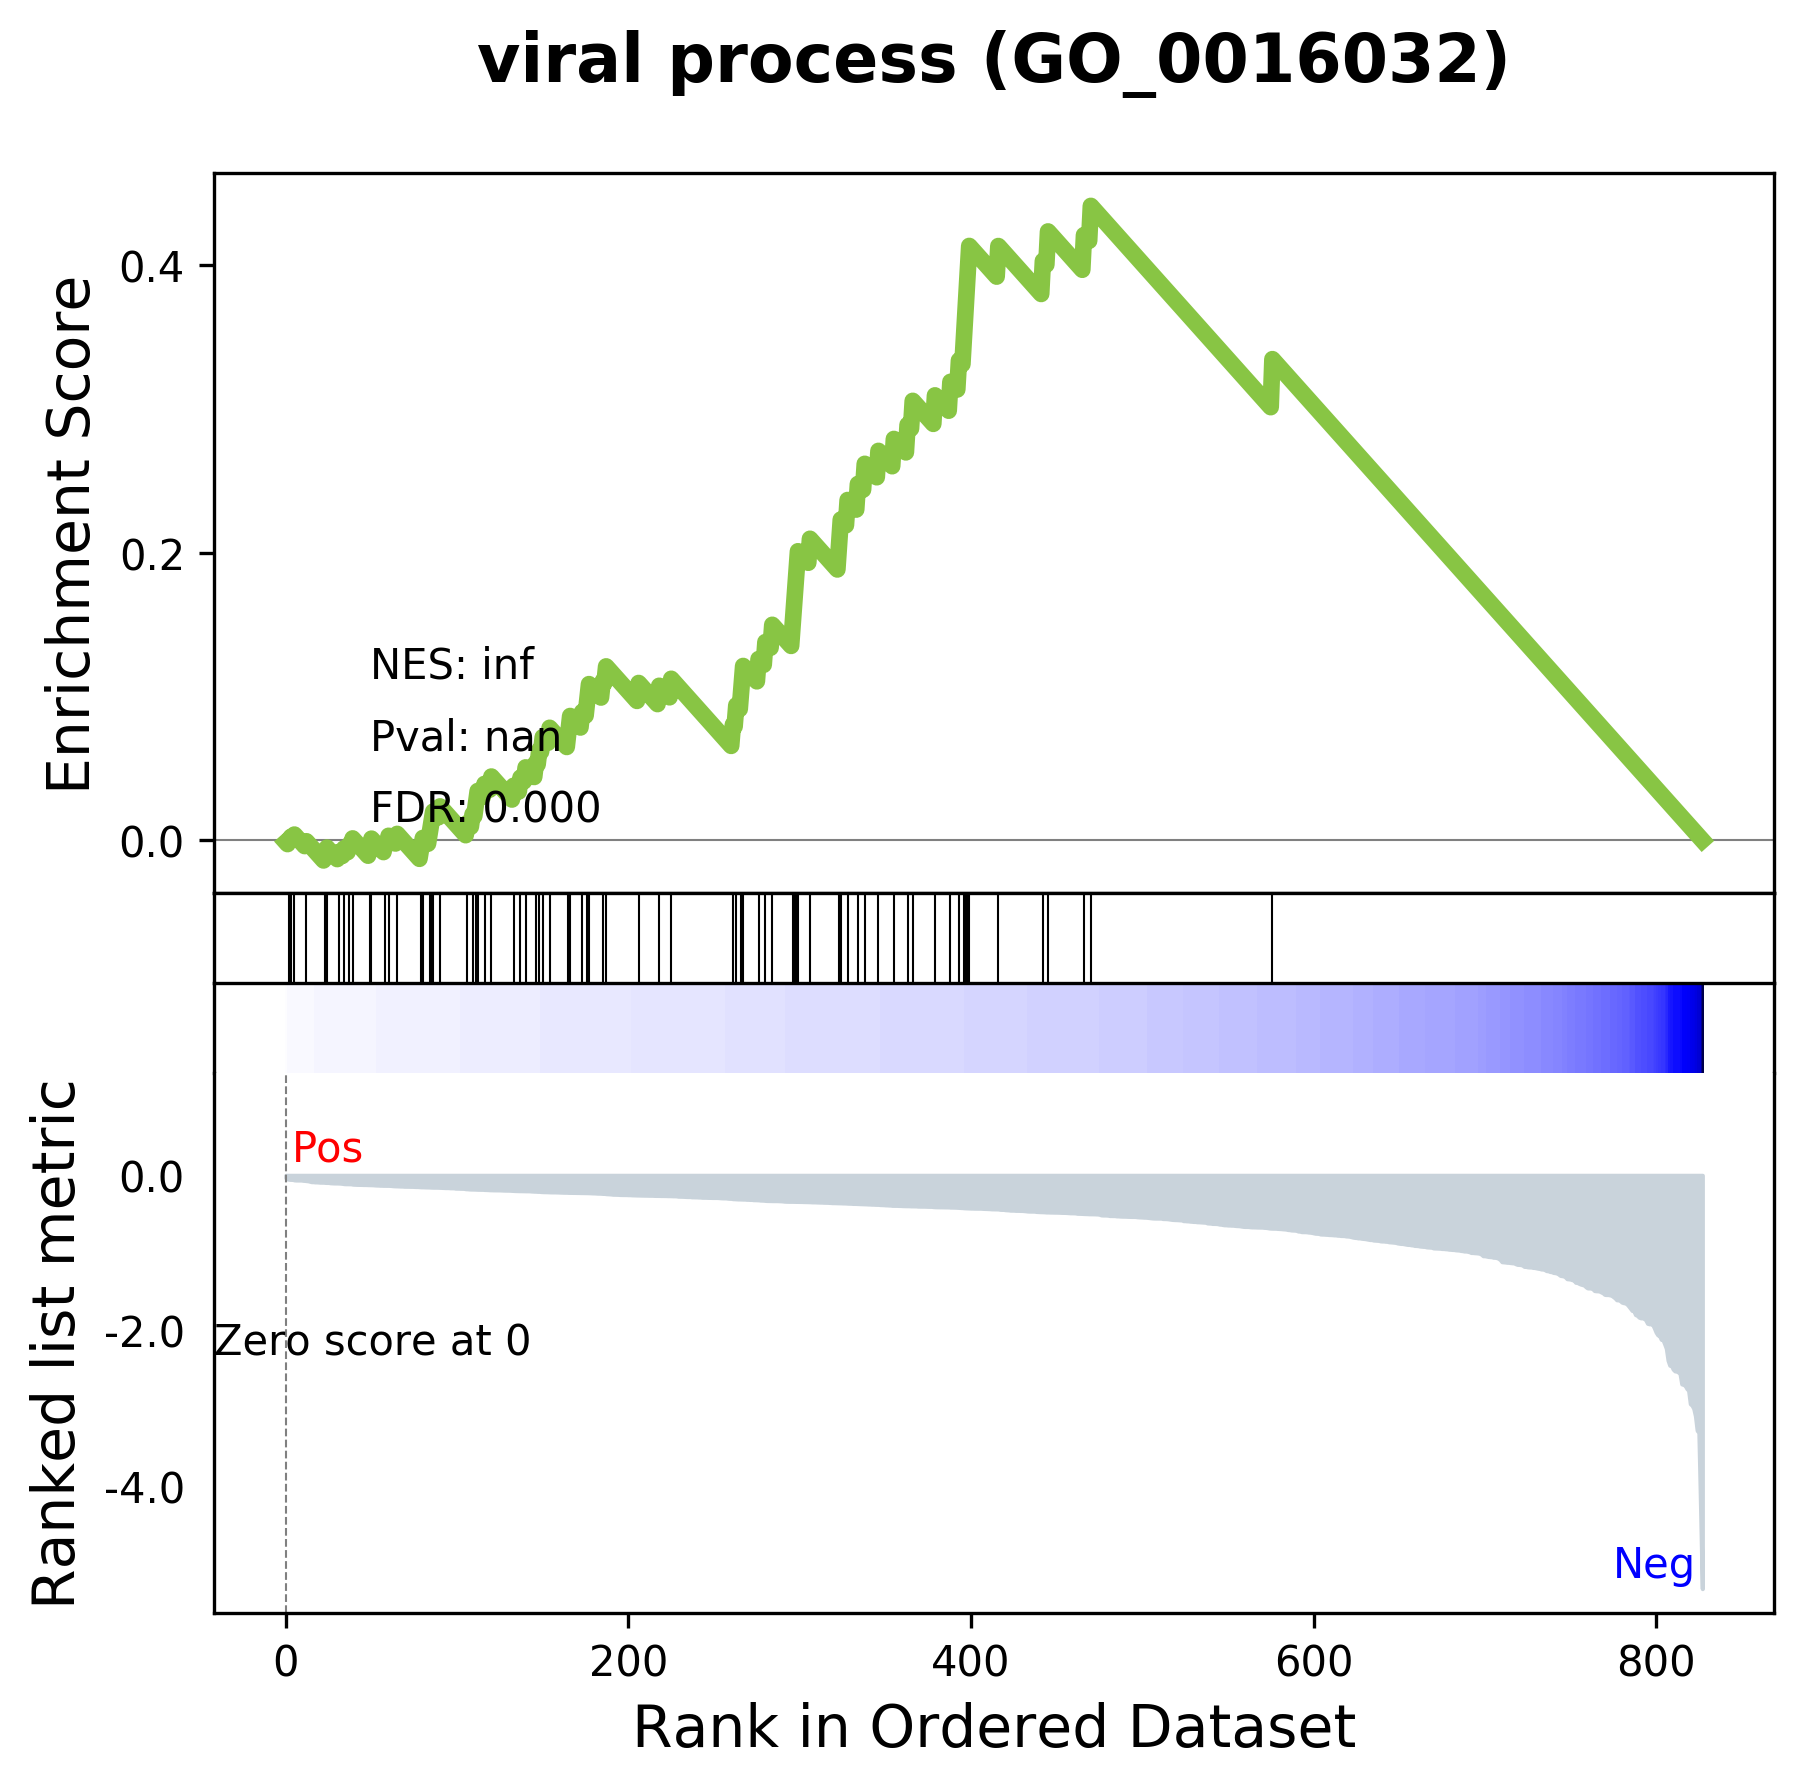 viral process (GO_0016032)
Enrichment Score
0.4
0.2
0.0
NES: inf
Pval: nan
FDR: 0.000
Ranked list metric
Pos
0.0
-2.0
Zero score at 0
-4.0
Neg
0 200 400 600 800
Rank in Ordered Dataset